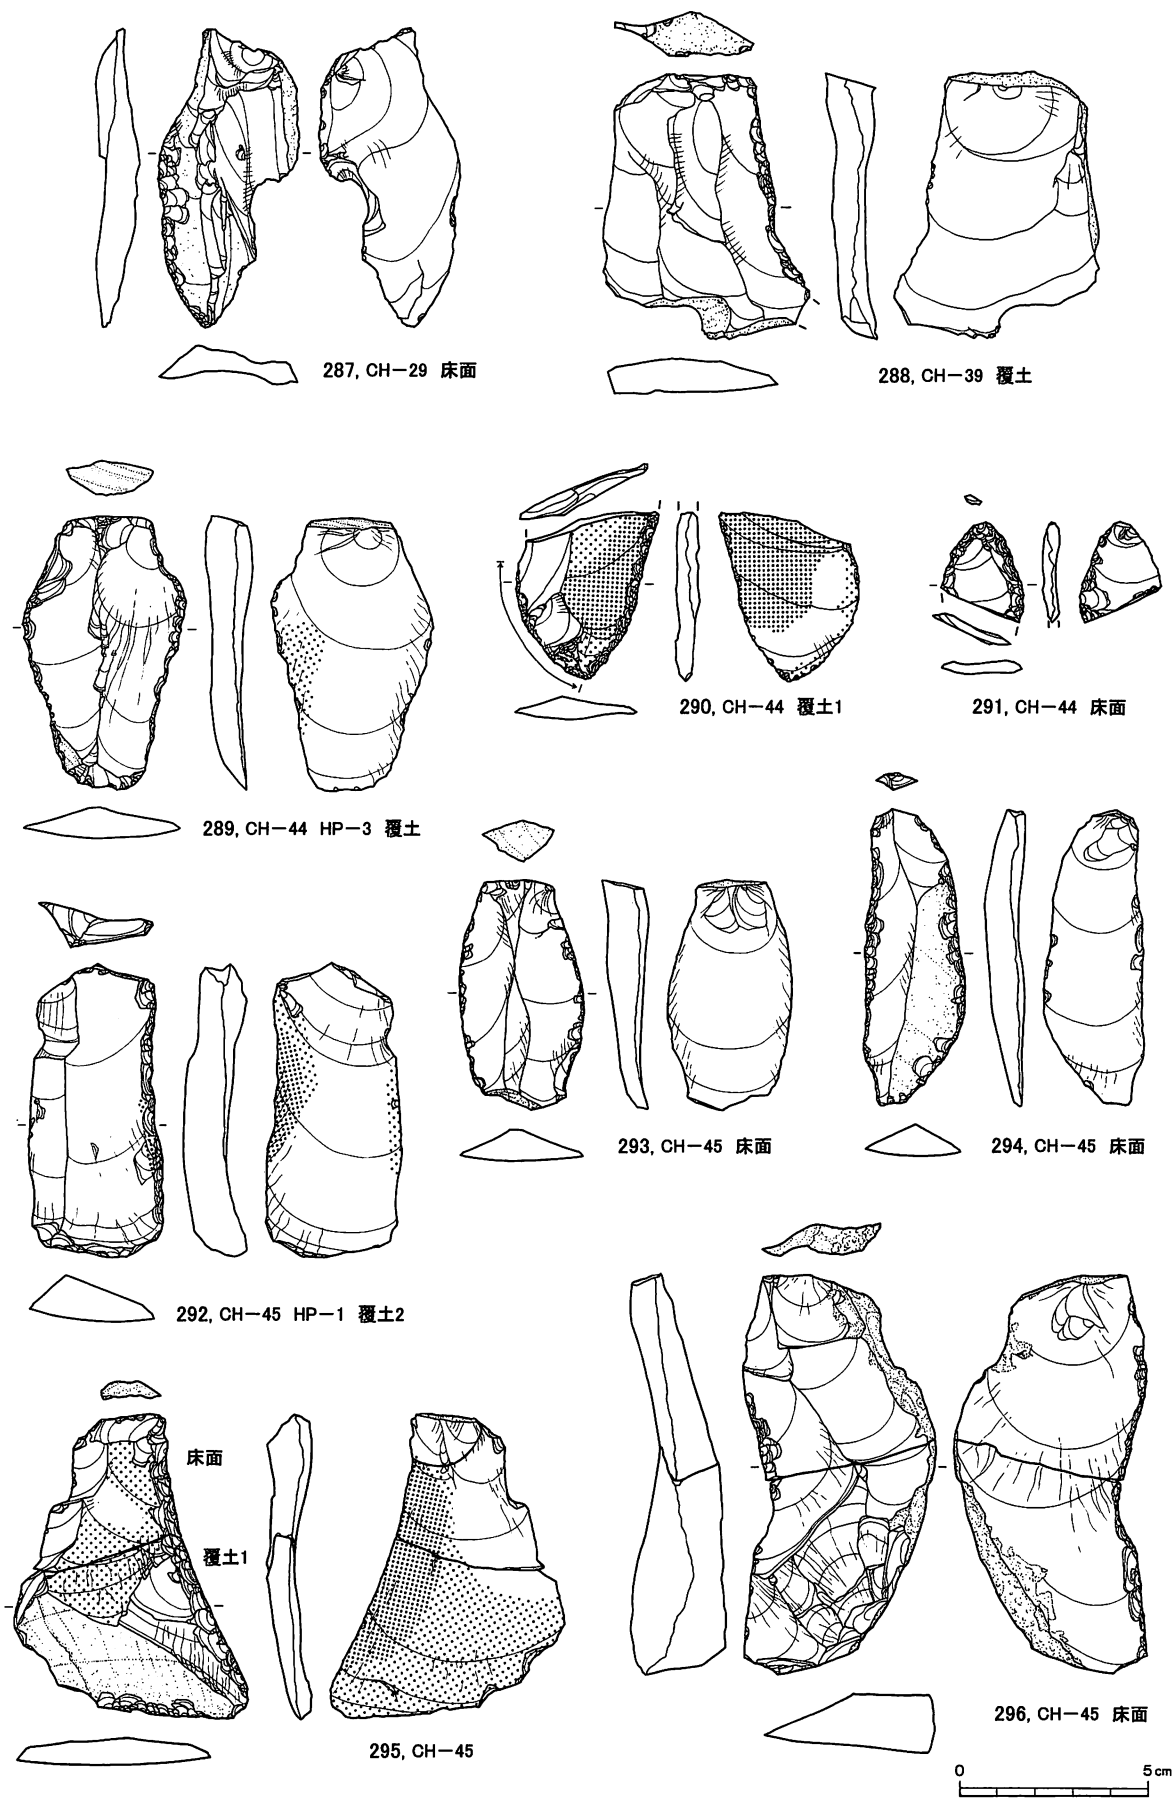 287, CH－29 床面
288, CH－39 覆土
290, CH－44 覆土1
291, CH－44 床面
289, CH－44 HP－3 覆土
293, CH－45 床面
294, CH－45 床面
292, CH－45 HP－1 覆土2
床面
覆土1
295, CH－45
296, CH－45 床面
0 5cm